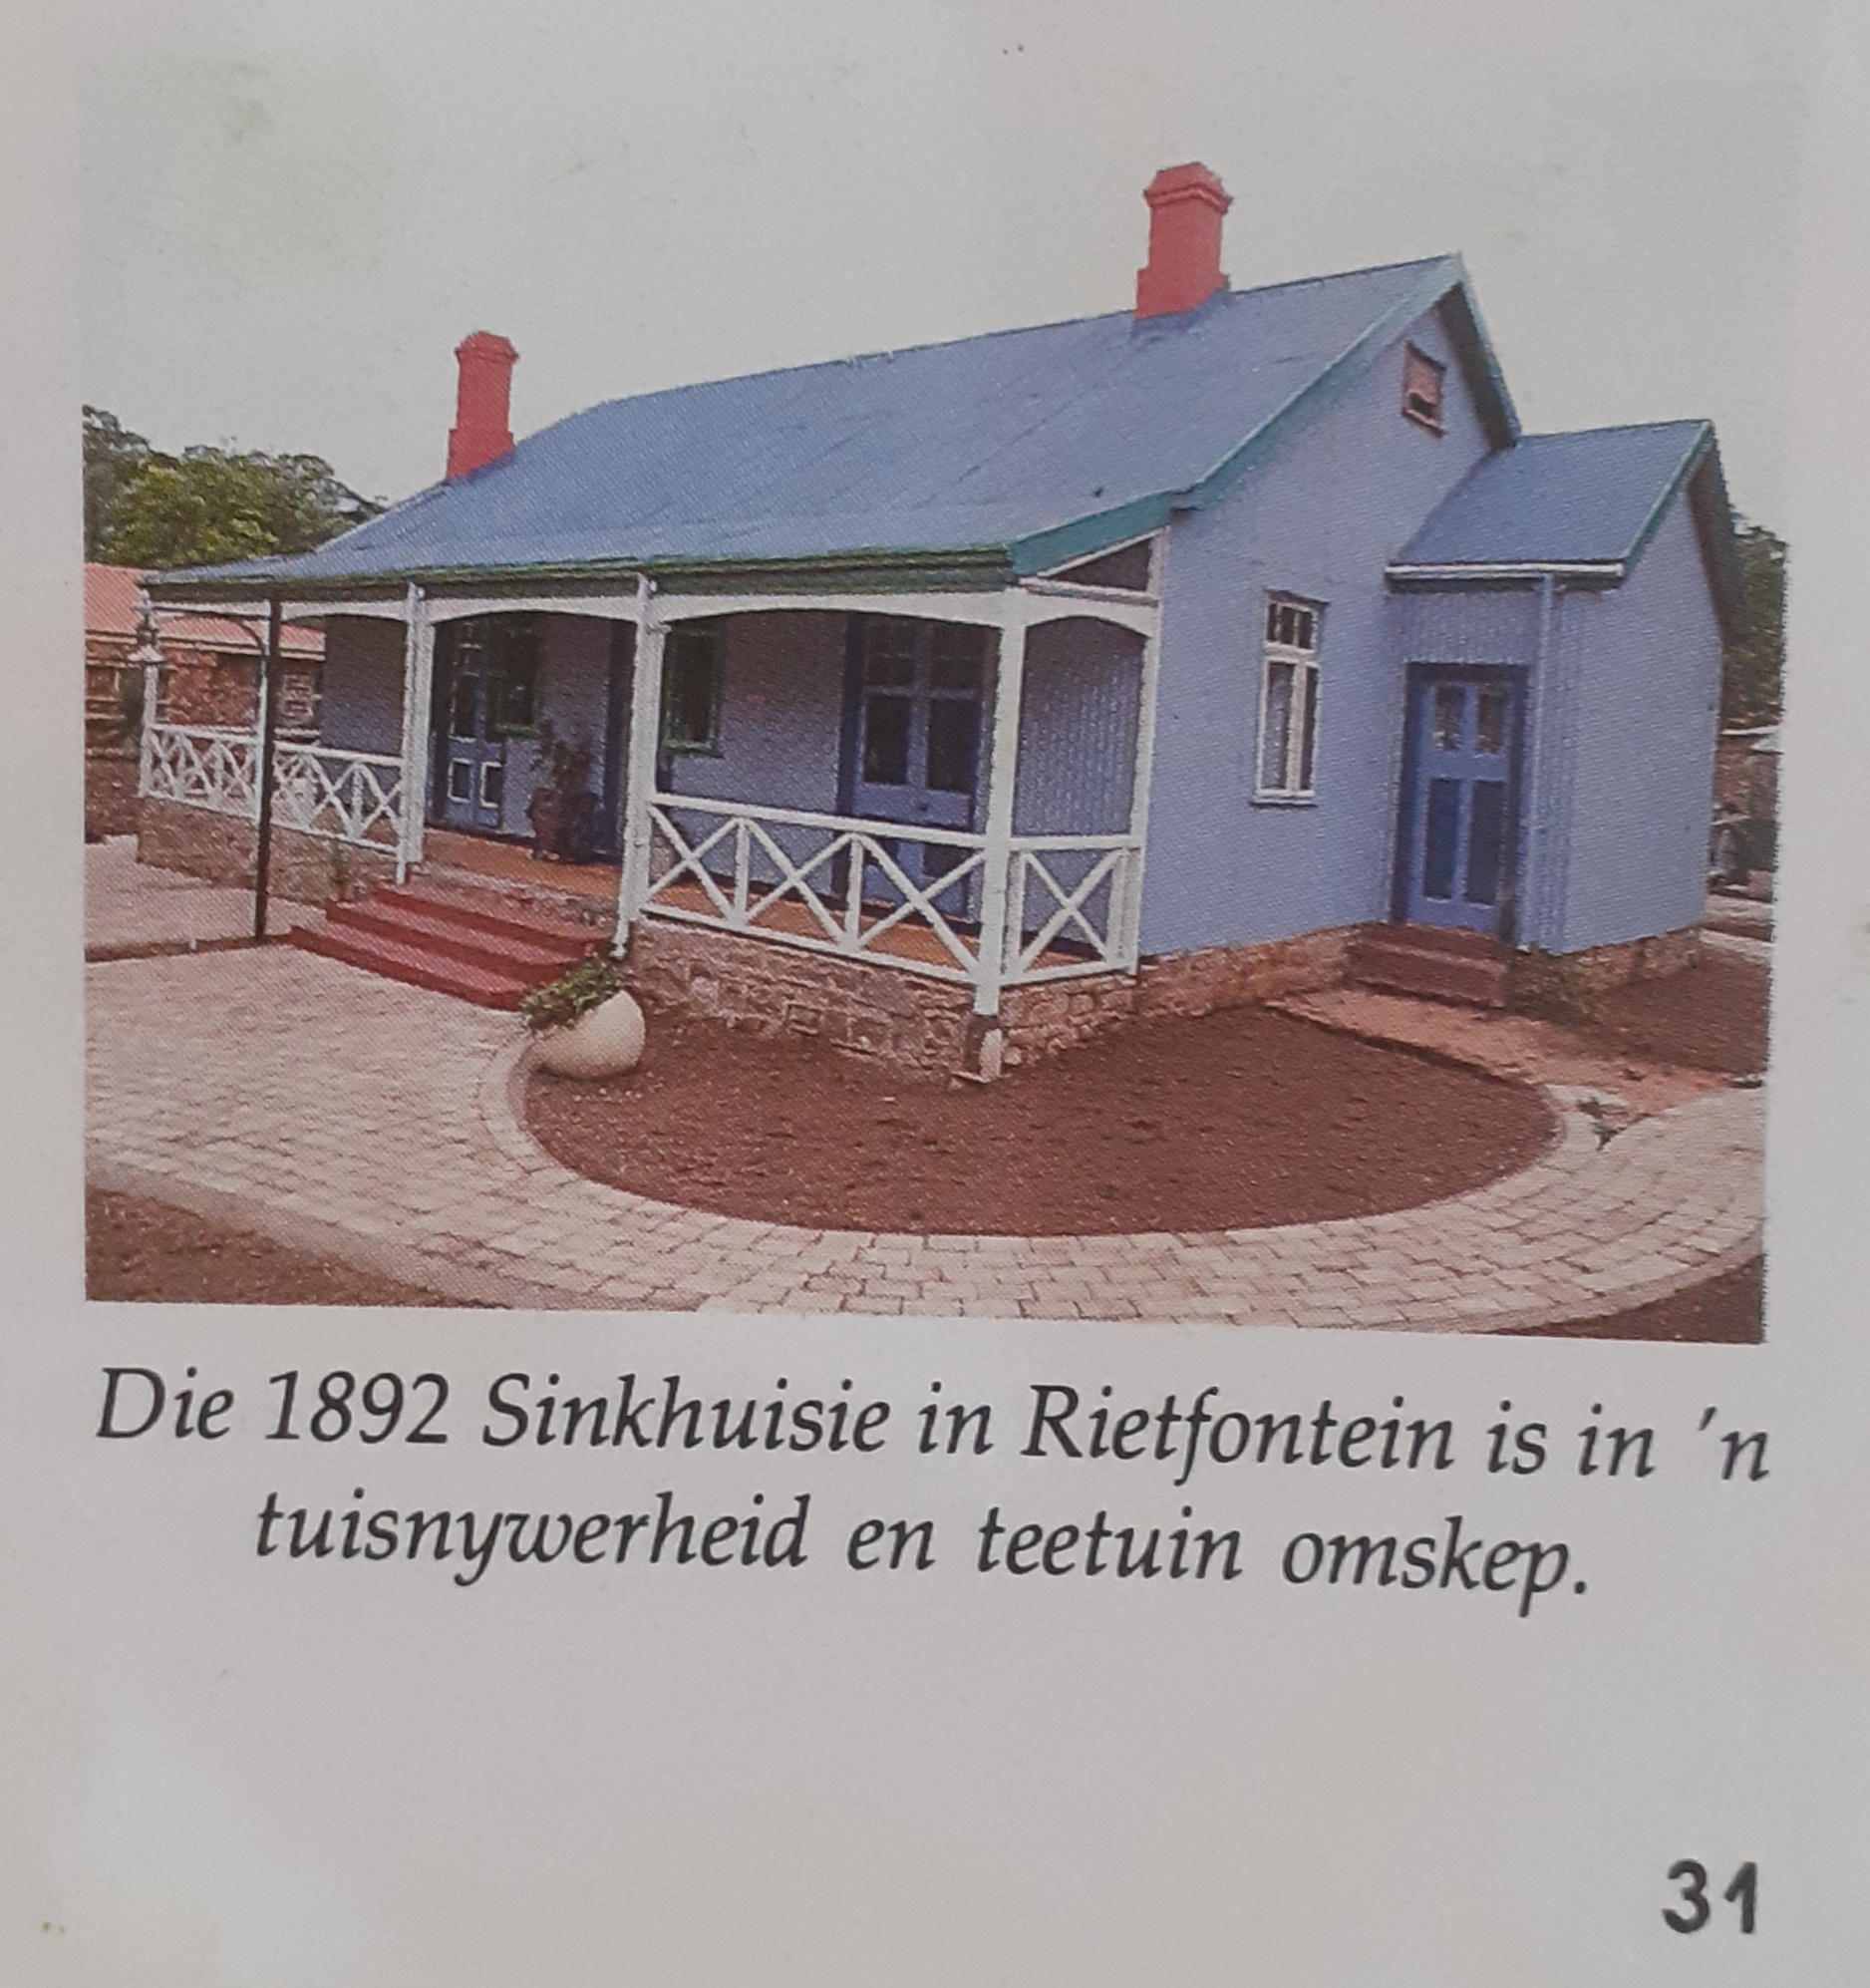 Die 1892 Sinkhuisie in Rietfontein is in 'n
tuisnywerheid en teetuin omskep.
31